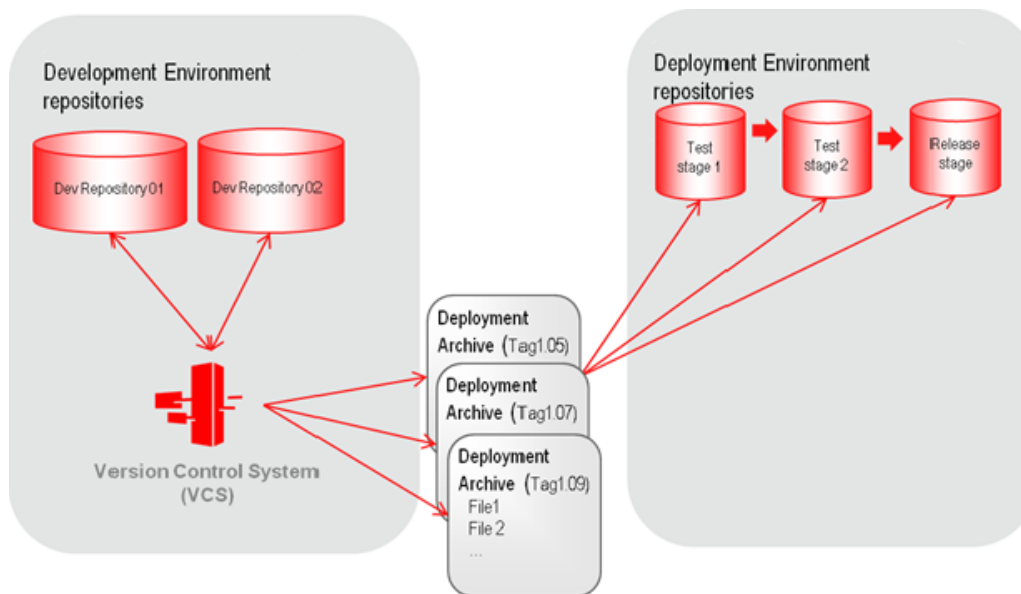 Development Environment
repositories
Dev Repository 01
Dev Repository 02
Version Control System
(VCS)
Deployment
Archive (Tag1.05)
Deployment
Archive (Tag1.07)
Deployment
Archive (Tag1.09)
File1
File 2
...
Deployment Environment
repositories
Test
stage 1
Test
stage 2
Release
stage